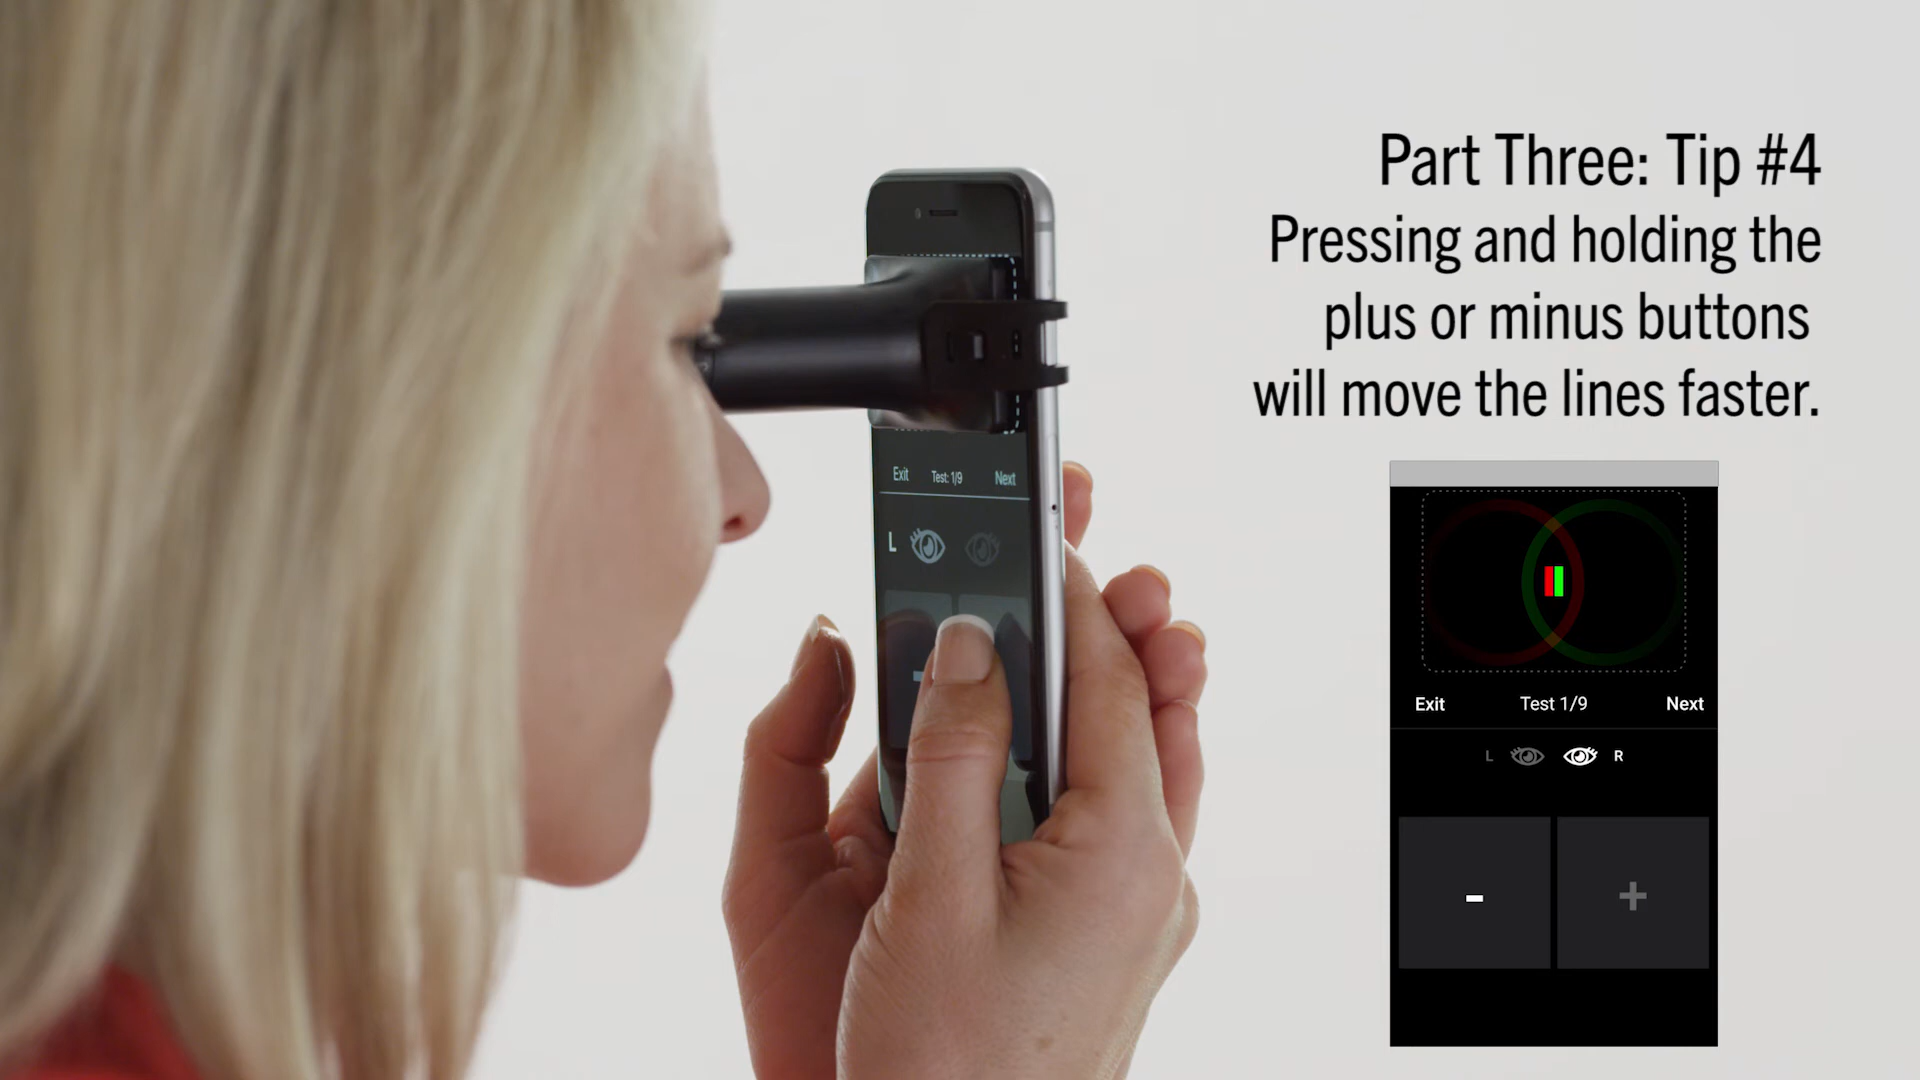 Part Three: Tip #4
Pressing and holding the
plus or minus buttons
will move the lines faster.
Exit Test: 1/9 Next
L
Exit Test 1/9 Next
L R
- +